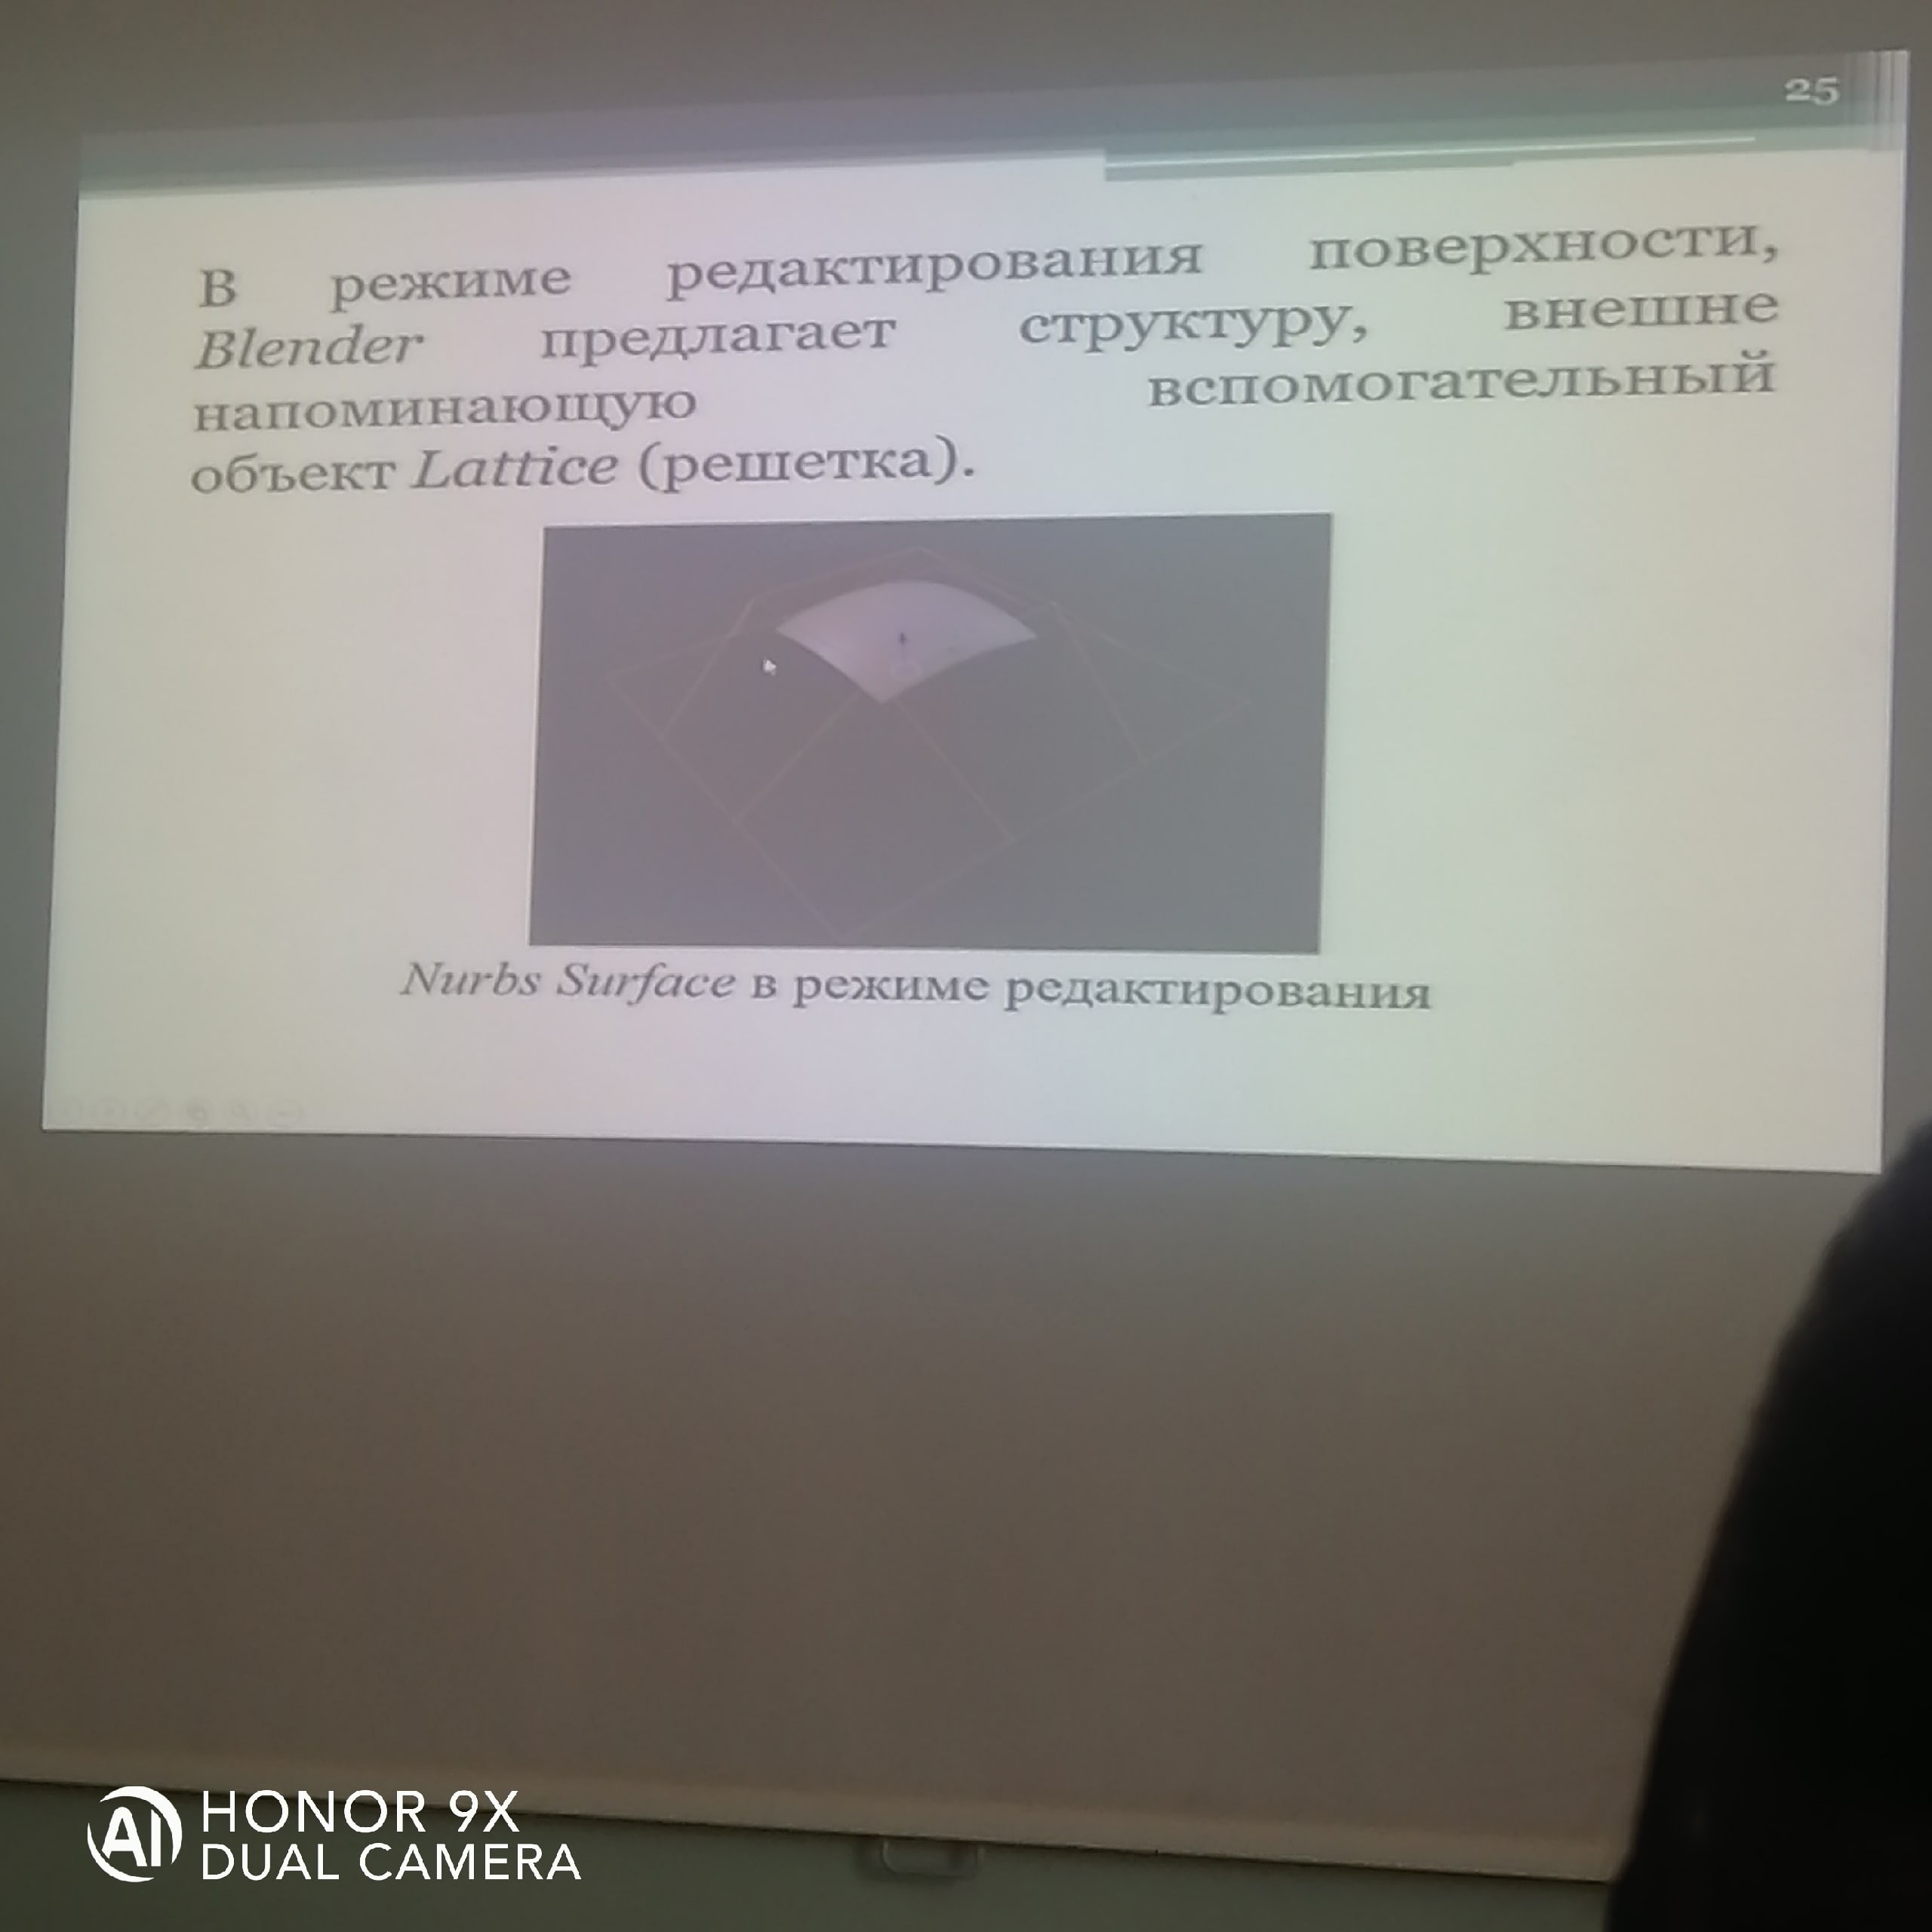 25
В режиме редактирования поверхности,
Blender предлагает структуру, внешне
напоминающую вспомогательный
объект Lattice (решетка).
Nurbs Surface в режиме редактирования
AI HONOR 9X
DUAL CAMERA